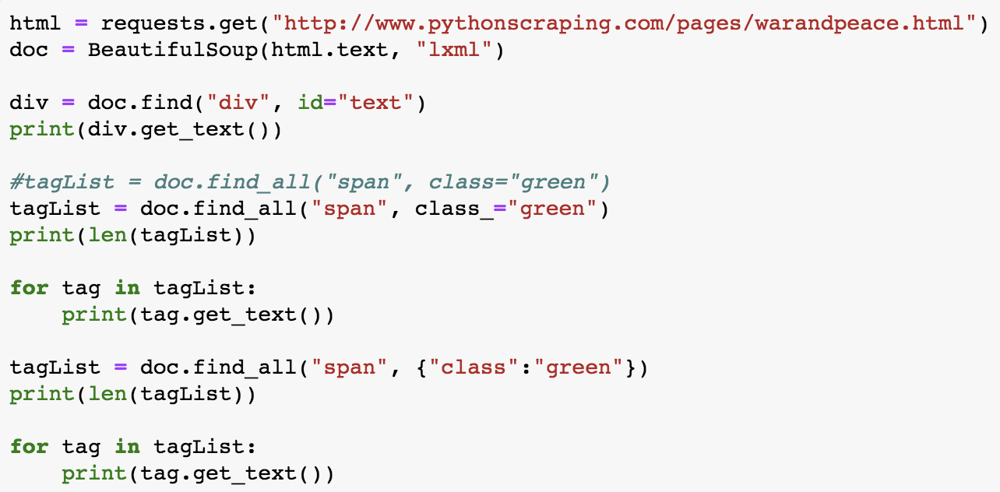 html = requests.get("http://www.pythonscraping.com/pages/warandpeace.html")
doc = BeautifulSoup(html.text, "lxml")
div = doc.find("div", id="text")
print(div.get_text())
#tagList = doc.find_all("span", class="green")
tagList = doc.find_all("span", class_="green")
print(len(tagList))
for tag in tagList:
    print(tag.get_text())
tagList = doc.find_all("span", {"class":"green"})
print(len(tagList))
for tag in tagList:
    print(tag.get_text())